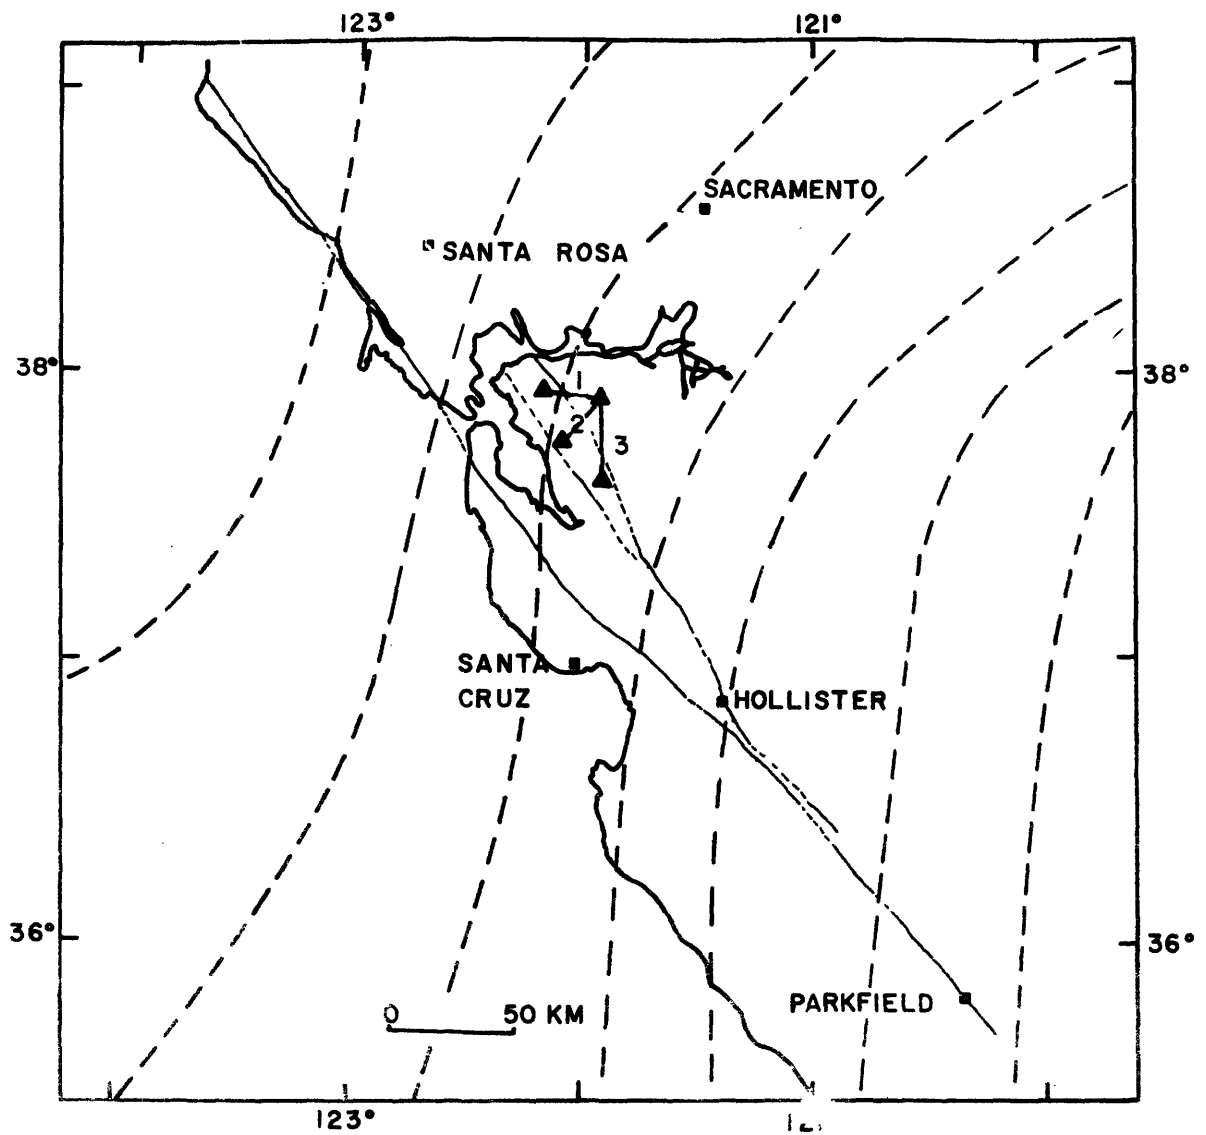 123° 121°
SACRAMENTO
SANTA ROSA
38° 38°
1
2
3
SANTA
CRUZ
HOLLISTER
36° 36°
PARKFIELD
0 50 KM
123°